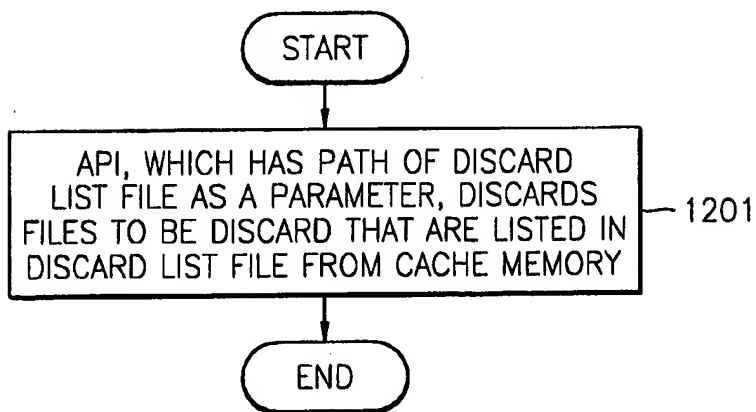 START
API, WHICH HAS PATH OF DISCARD
LIST FILE AS A PARAMETER, DISCARDS
FILES TO BE DISCARD THAT ARE LISTED IN
DISCARD LIST FILE FROM CACHE MEMORY
1201
END